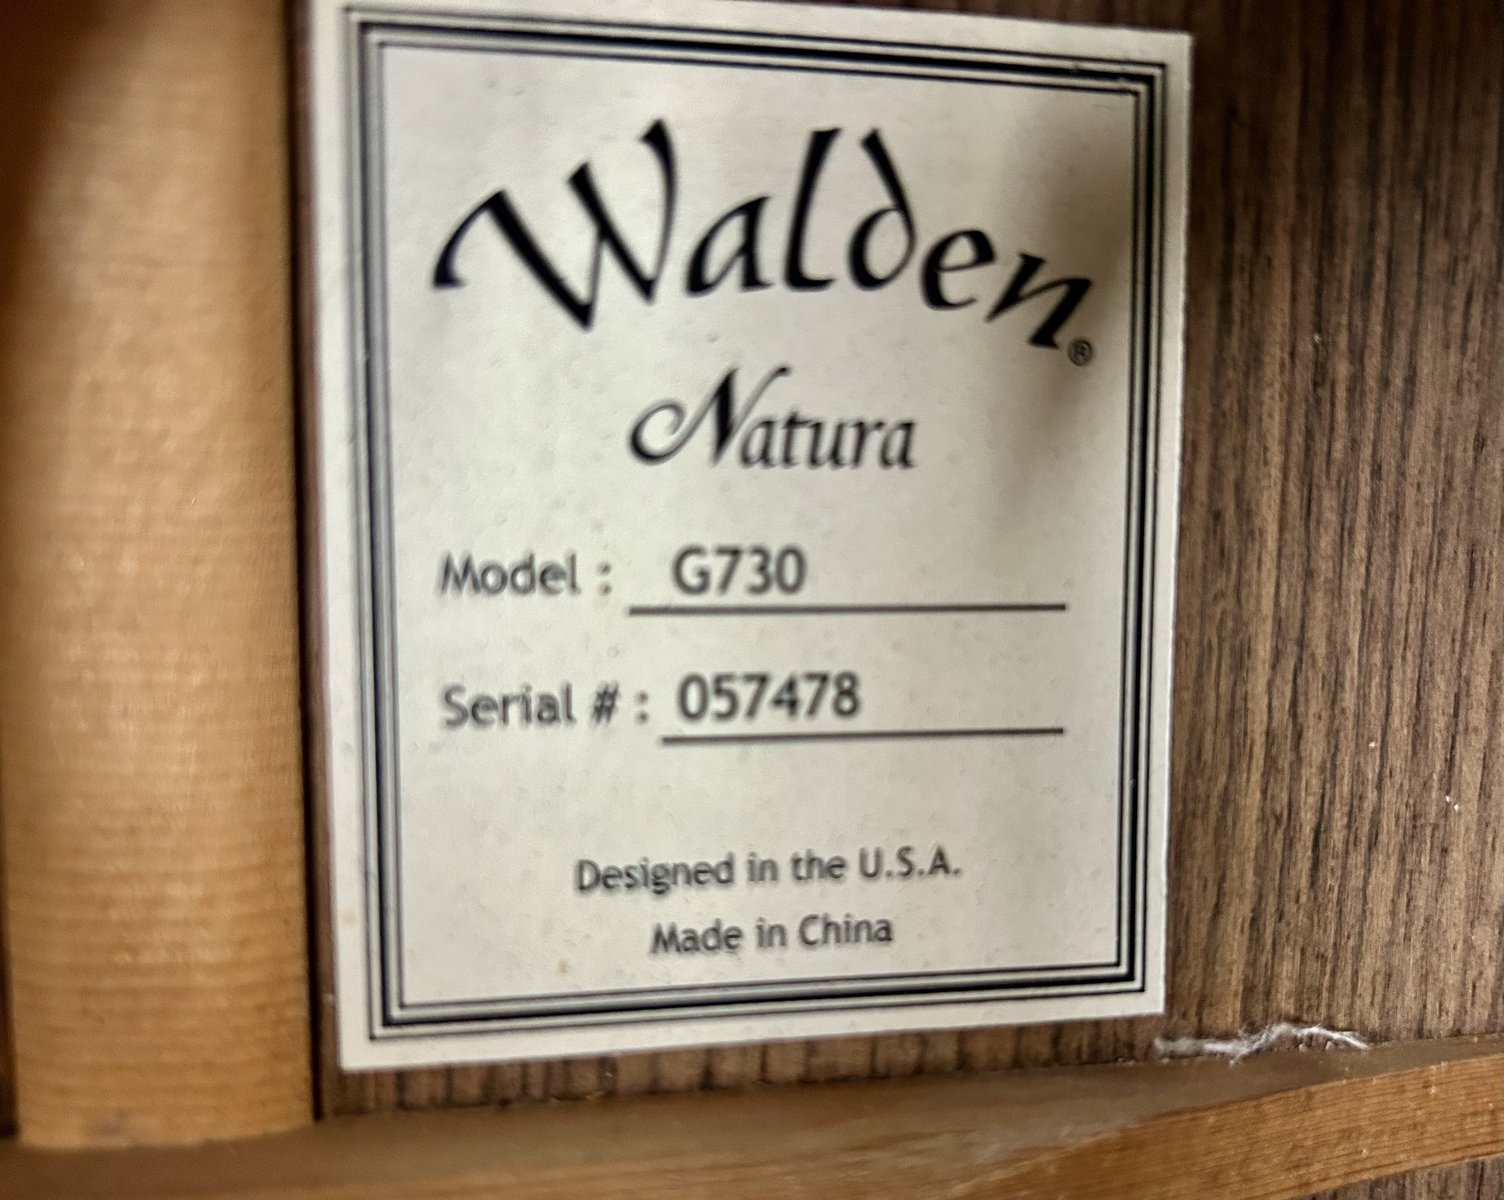 Walden®
Natura
Model : G730
Serial # : 057478
Designed in the U.S.A.
Made in China